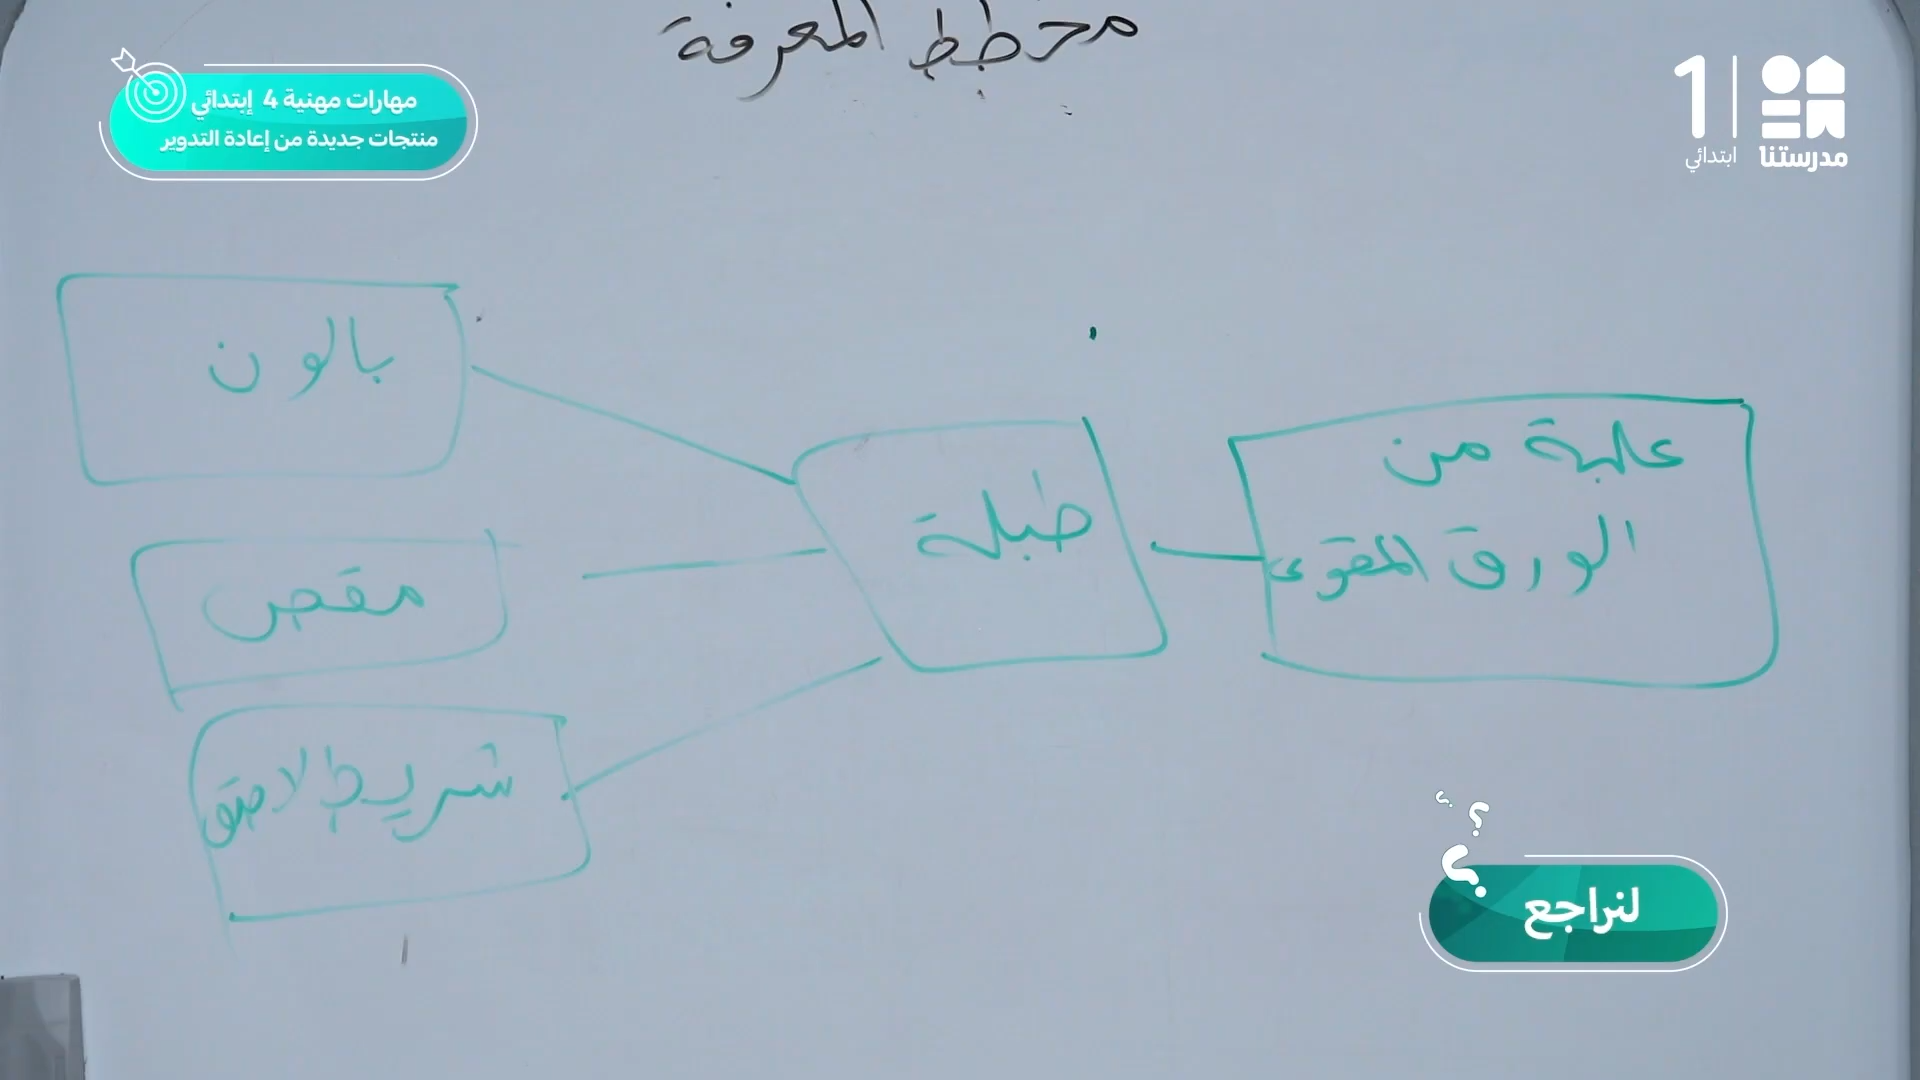 مخطط المعرفة
مهارات مهنية 4 إبتدائي
منتجات جديدة من إعادة التدوير
1
ابتدائي
مدرستنا
علبة من
الورق المقوى
طبلة
بالون
مقص
شريط لاصق
لنراجع
؟
؟
؟